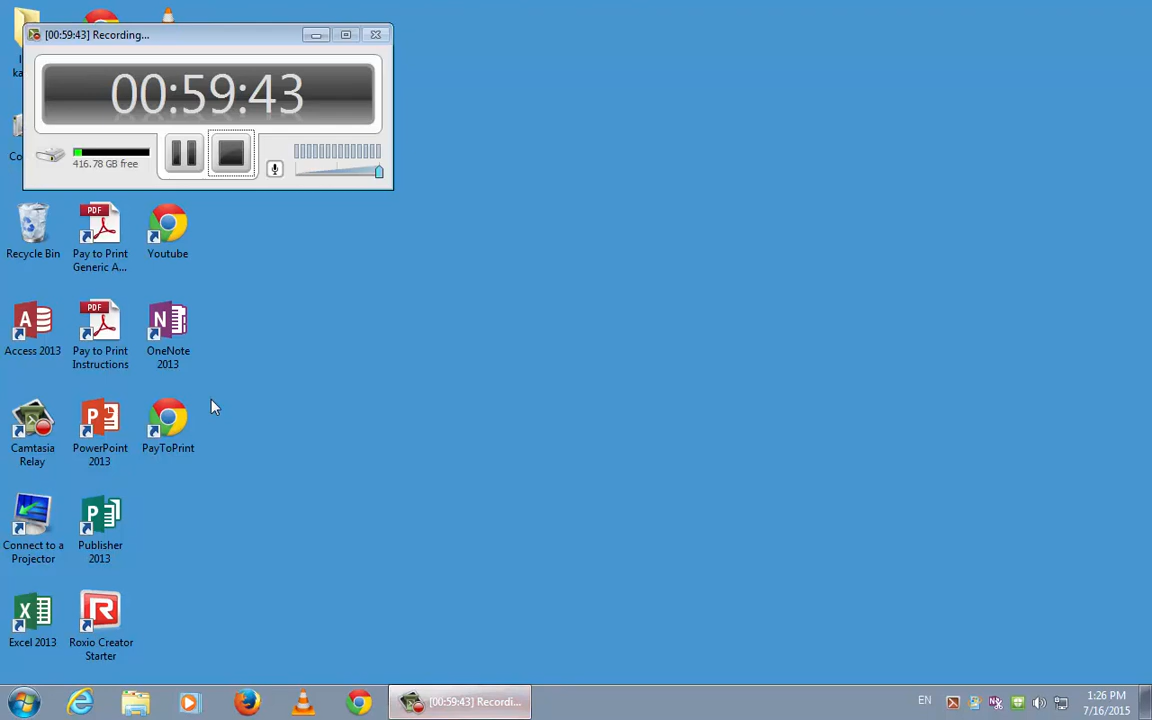 [00:59:43] Recording...
00:59:43
416.78 GB free
Recycle Bin
PDF
Pay to Print
Generic A...
Youtube
Access 2013
PDF
Pay to Print
Instructions
OneNote
2013
Camtasia
Relay
PowerPoint
2013
PayToPrint
Connect to a
Projector
Publisher
2013
Excel 2013
Roxio Creator
Starter
[00:59:43] Recordi...
EN
1:26 PM
7/16/2015